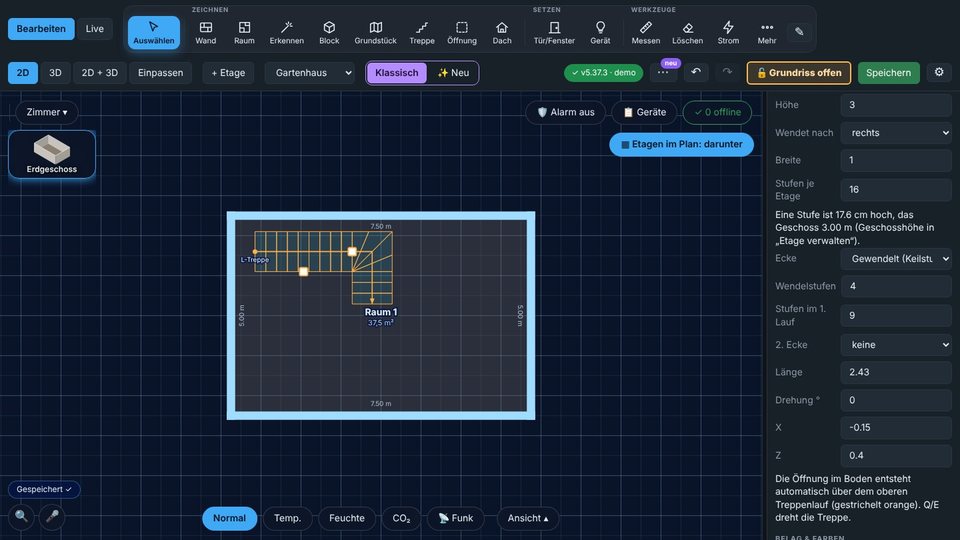 ZEICHNEN
SETZEN
WERKZEUGE
Bearbeiten
Live
Auswählen
Wand
Raum
Erkennen
Block
Grundstück
Treppe
Öffnung
Dach
Tür/Fenster
Gerät
Messen
Löschen
Strom
Mehr
2D
3D
2D + 3D
Einpassen
+ Etage
Gartenhaus
Klassisch
✨ Neu
✓ v5.37.3 · demo
neu
Grundriss offen
Speichern
Zimmer ▾
Alarm aus
Geräte
✓ 0 offline
Erdgeschoss
Etagen im Plan: darunter
7.50 m
L-Treppe
5.00 m
5.00 m
Raum 1
37,5 m²
7.50 m
Höhe
3
Wendet nach
rechts
Breite
1
Stufen je
Etage
16
Eine Stufe ist 17.6 cm hoch, das
Geschoss 3.00 m (Geschosshöhe in
„Etage verwalten“).
Ecke
Gewendelt (Keilstu
Wendelstufen
4
Stufen im 1.
Lauf
9
2. Ecke
keine
Länge
2.43
Drehung °
0
X
-0.15
Z
0.4
Die Öffnung im Boden entsteht
automatisch über dem oberen
Treppenlauf (gestrichelt orange). Q/E
dreht die Treppe.
BELAG & FARBEN
Gespeichert ✓
Normal
Temp.
Feuchte
CO₂
Funk
Ansicht ▴